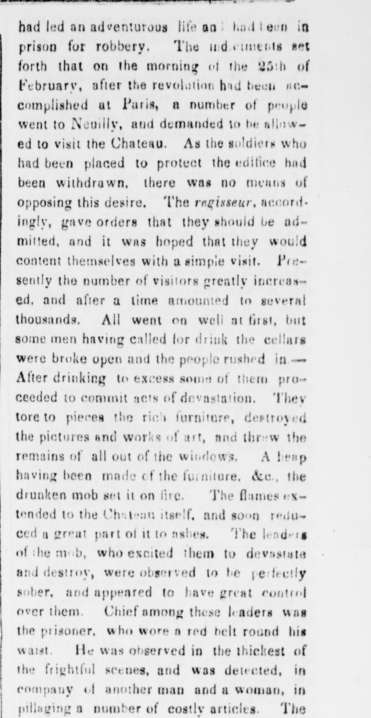 had led an adventurous life and had been in
prison for robbery. The indictments set
forth that on the morning of the 25th of
February, after the revolution had been ac-
complished at Paris, a number of people
went to Neuilly, and demanded to be allow-
ed to visit the Chateau. As the soldiers who
had been placed to protect the edifice had
been withdrawn, there was no means of
opposing this desire. The regisseur, accord-
ingly, gave orders that they should be ad-
mitted, and it was hoped that they would
content themselves with a simple visit. Pre-
sently the number of visitors greatly increas-
ed, and after a time amounted to several
thousands. All went on well at first, but
some men having called for drink the cellars
were broke open and the people rushed in.—
After drinking to excess some of them pro-
ceeded to commit acts of devastation. They
tore to pieces the rich furniture, destroyed
the pictures and works of art, and threw the
remains of all out of the windows. A heap
having been made of the furniture, &c., the
drunken mob set it on fire. The flames ex-
tended to the Chateau itself, and soon redu-
ced a great part of it to ashes. The leaders
of the mob, who excited them to devastate
and destroy, were observed to be perfectly
sober, and appeared to have great control
over them. Chief among these leaders was
the prisoner, who wore a red belt round his
waist. He was observed in the thickest of
the frightful scenes, and was detected, in
company of another man and a woman, in
pillaging a number of costly articles. The